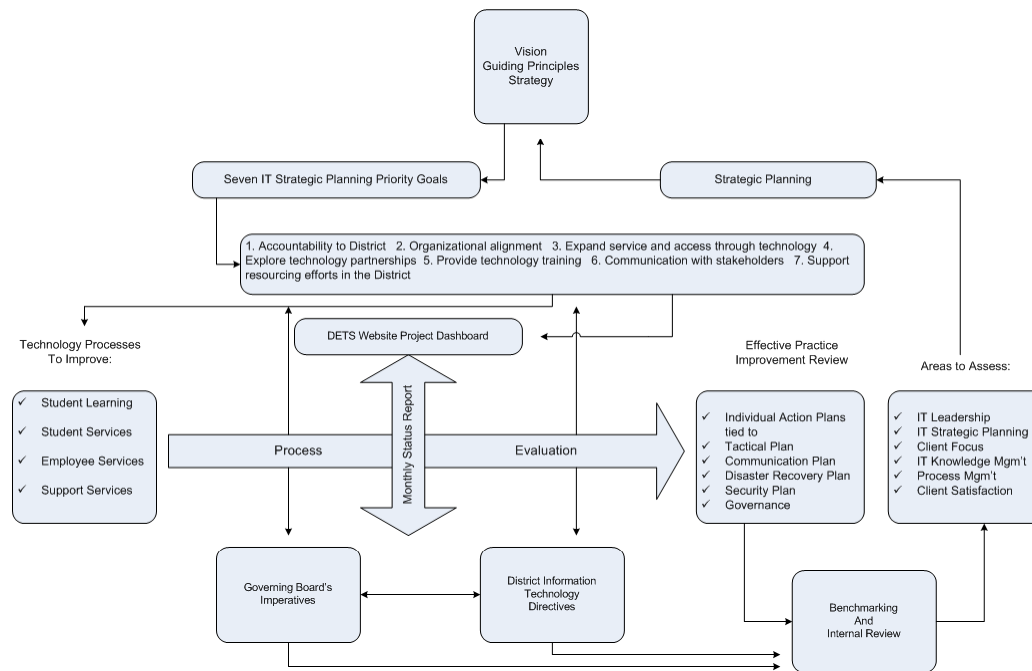 Vision
Guiding Principles
Strategy
Seven IT Strategic Planning Priority Goals
Strategic Planning
1. Accountability to District 2. Organizational alignment 3. Expand service and access through technology 4.
Explore technology partnerships 5. Provide technology training 6. Communication with stakeholders 7. Support
resourcing efforts in the District
DETS Website Project Dashboard
Technology Processes
To Improve:
✓ Student Learning
✓ Student Services
✓ Employee Services
✓ Support Services
Process
Monthly Status Report
Evaluation
Effective Practice
Improvement Review
✓ Individual Action Plans
tied to
✓ Tactical Plan
✓ Communication Plan
✓ Disaster Recovery Plan
✓ Security Plan
✓ Governance
Areas to Assess:
✓ IT Leadership
✓ IT Strategic Planning
✓ Client Focus
✓ IT Knowledge Mgm't
✓ Process Mgm't
✓ Client Satisfaction
Governing Board's
Imperatives
District Information
Technology
Directives
Benchmarking
And
Internal Review